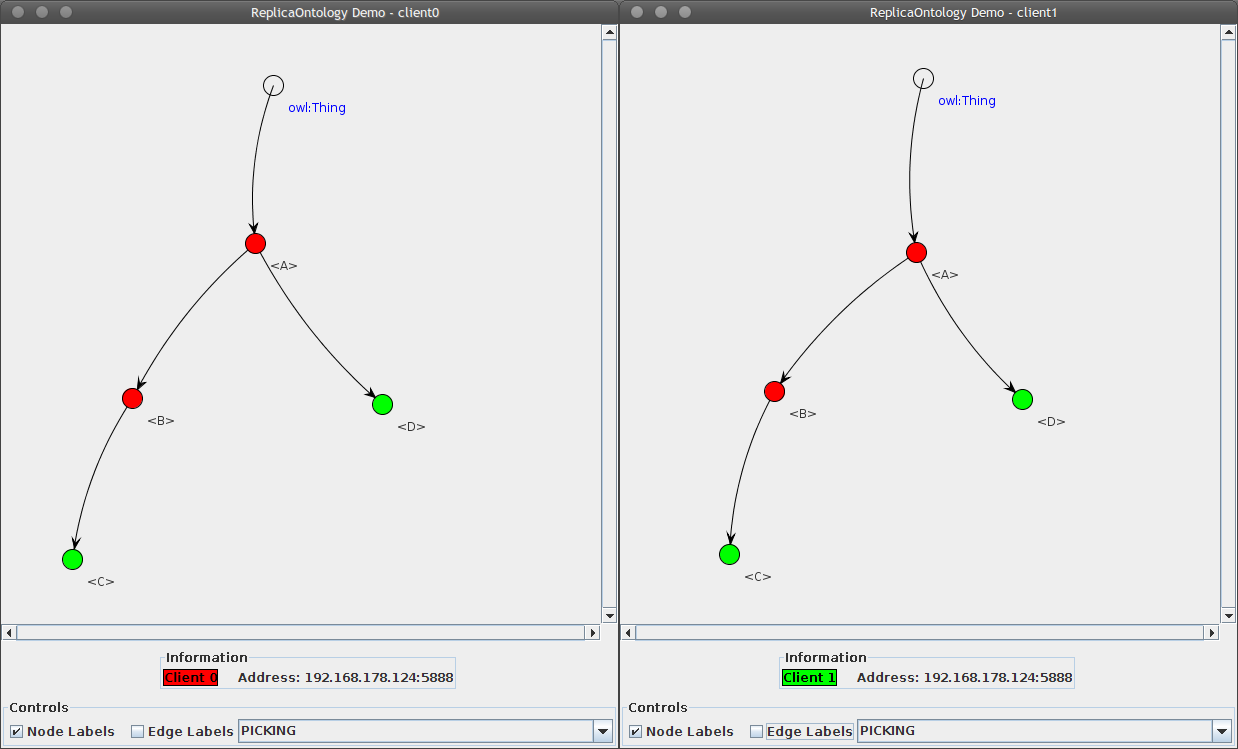 ReplicaOntology Demo - client0
owl:Thing
<A>
<B>
<D>
<C>
Information
Client 0 Address: 192.168.178.124:5888
Controls
Node Labels Edge Labels PICKING
ReplicaOntology Demo - client1
owl:Thing
<A>
<B>
<D>
<C>
Information
Client 1 Address: 192.168.178.124:5888
Controls
Node Labels Edge Labels PICKING